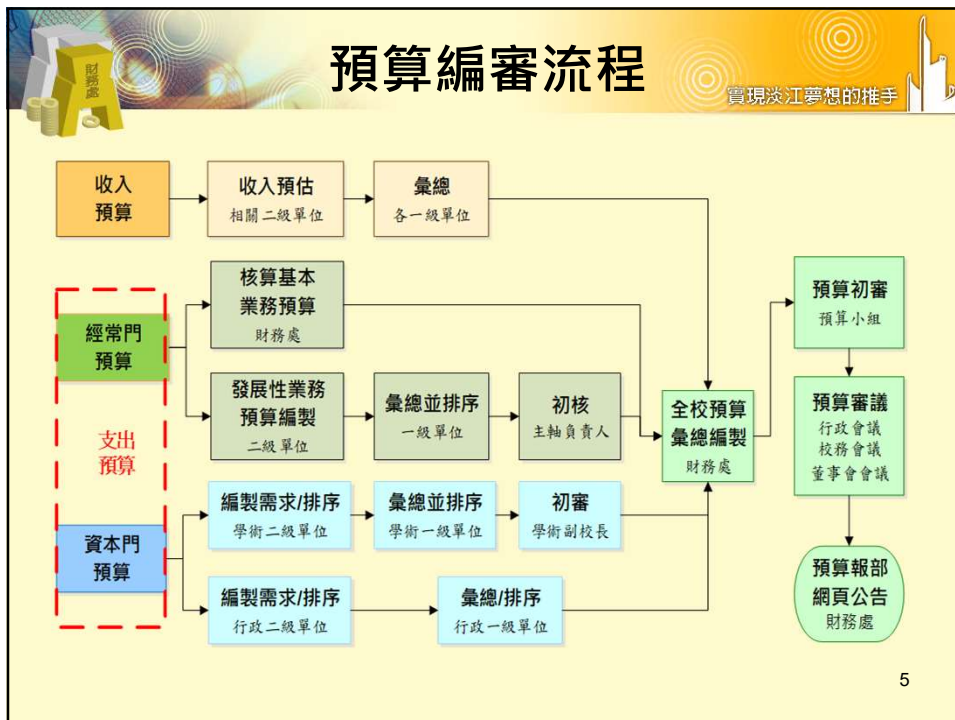 預算編審流程
財務處
實現淡江夢想的推手
收入
預算
收入預估
相關二級單位
彙總
各一級單位
支出
預算
經常門
預算
核算基本
業務預算
財務處
發展性業務
預算編製
二級單位
彙總並排序
一級單位
初核
主軸負責人
資本門
預算
編製需求/排序
學術二級單位
彙總並排序
學術一級單位
初審
學術副校長
編製需求/排序
行政二級單位
彙總/排序
行政一級單位
全校預算
彙總編製
財務處
預算初審
預算小組
預算審議
行政會議
校務會議
董事會會議
預算報部
網頁公告
財務處
5